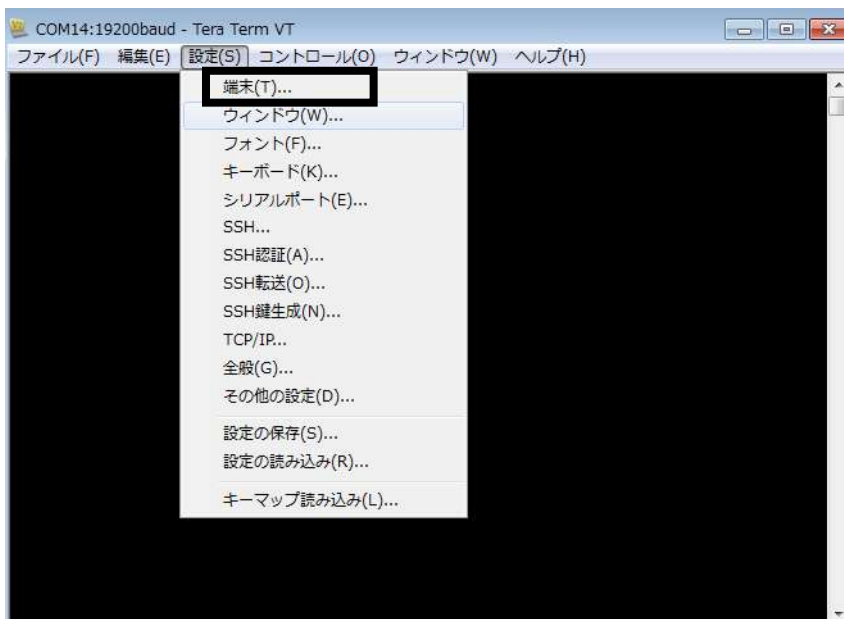 COM14:19200baud - Tera Term VT
ファイル(F) 編集(E) 設定(S) コントロール(O) ウィンドウ(W) ヘルプ(H)
端末(T)...
ウィンドウ(W)...
フォント(F)...
キーボード(K)...
シリアルポート(E)...
SSH...
SSH認証(A)...
SSH転送(O)...
SSH鍵生成(N)...
TCP/IP...
全般(G)...
その他の設定(D)...
設定の保存(S)...
設定の読み込み(R)...
キーマップ読み込み(L)...